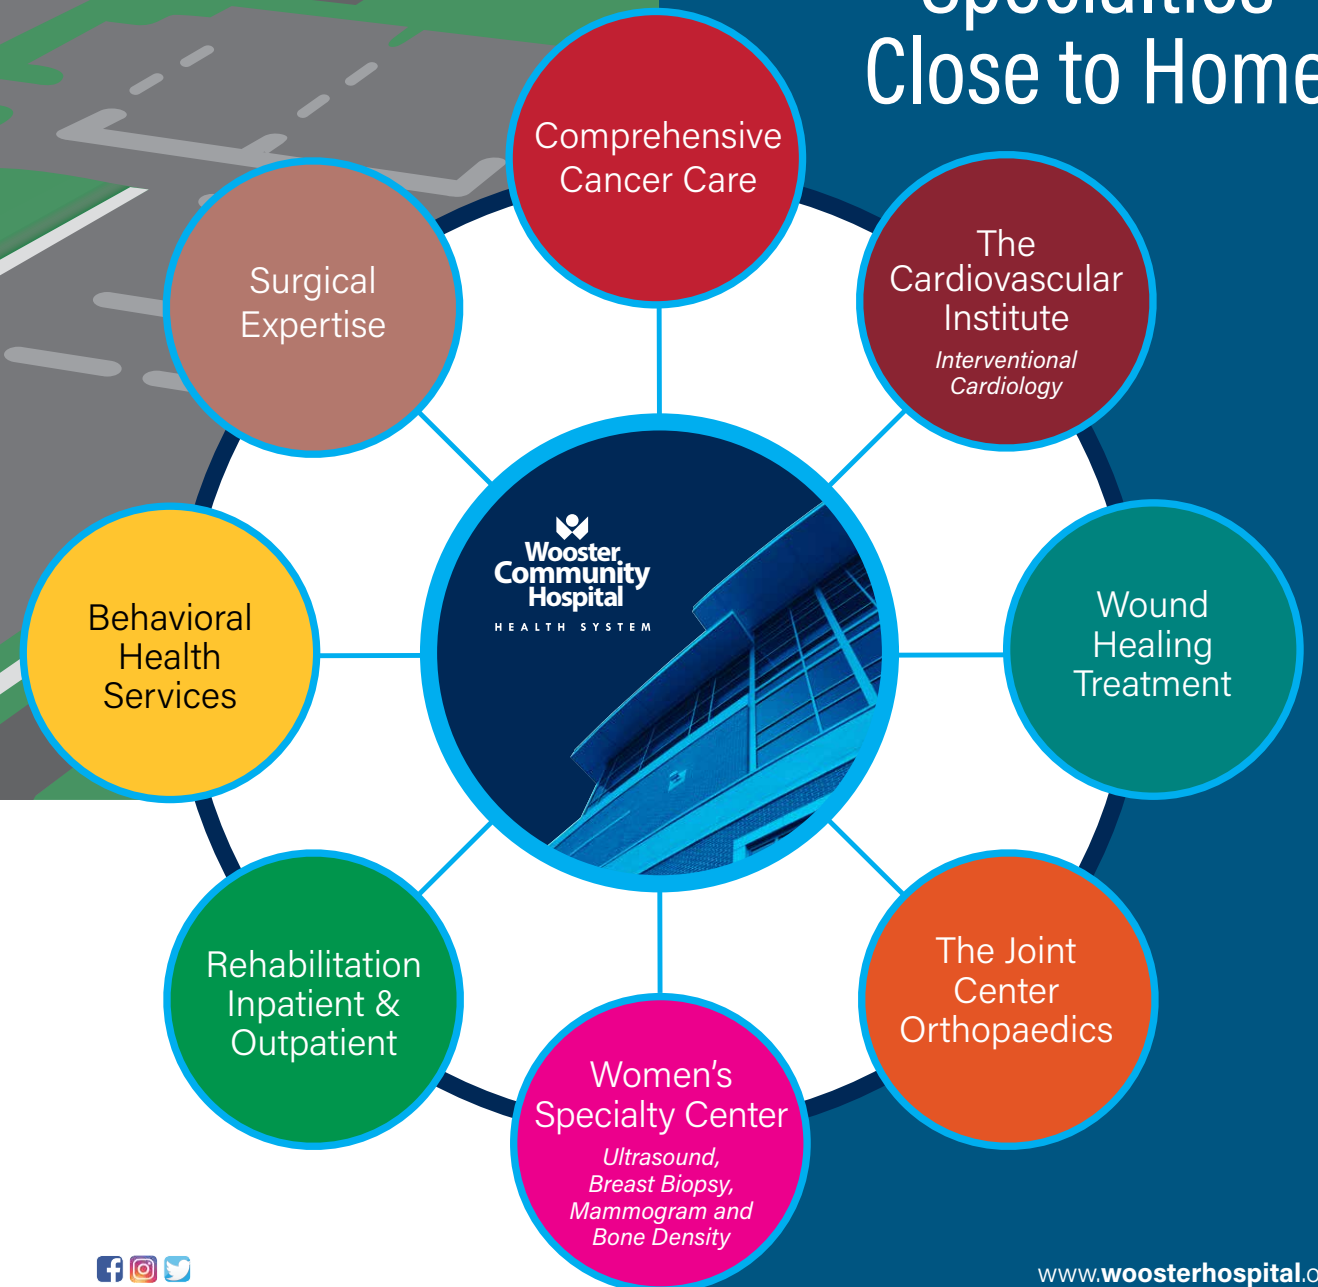 Specialties
Close to Home
Comprehensive
Cancer Care
The
Cardiovascular
Institute
Interventional
Cardiology
Surgical
Expertise
Wooster
Community
Hospital
HEALTH SYSTEM
Behavioral
Health
Services
Wound
Healing
Treatment
Rehabilitation
Inpatient &
Outpatient
The Joint
Center
Orthopaedics
Women's
Specialty Center
Ultrasound,
Breast Biopsy,
Mammogram and
Bone Density
www.woosterhospital.o